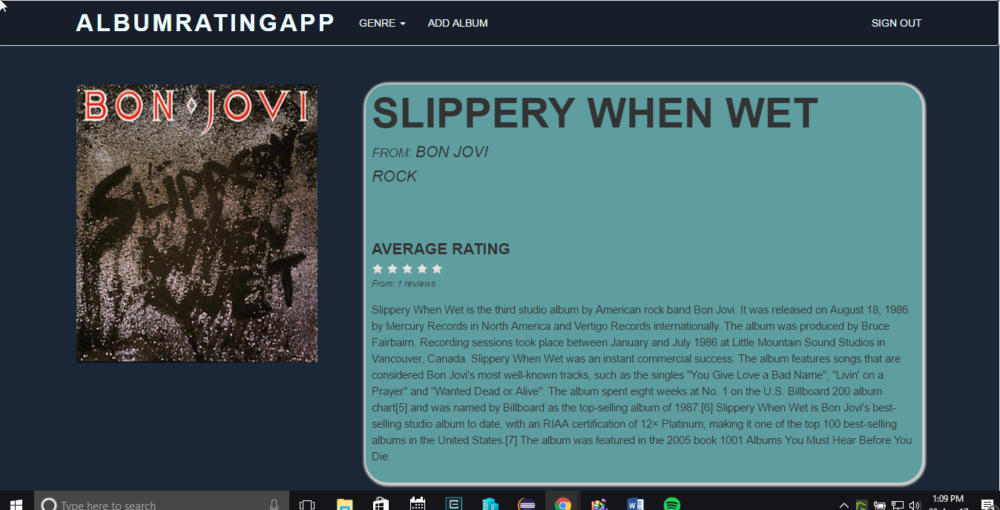 ALBUMRATINGAPP GENRE ADD ALBUM SIGN OUT
BON JOVI
SLIPPERY
WHEN
WET
SLIPPERY WHEN WET
FROM: BON JOVI
ROCK
AVERAGE RATING
From: 1 reviews
Slippery When Wet is the third studio album by American rock band Bon Jovi. It was released on August 18, 1986
by Mercury Records in North America and Vertigo Records internationally. The album was produced by Bruce
Fairbairn. Recording sessions took place between January and July 1986 at Little Mountain Sound Studios in
Vancouver, Canada. Slippery When Wet was an instant commercial success. The album features songs that are
considered Bon Jovi's most well-known tracks, such as the singles "You Give Love a Bad Name", "Livin' on a
Prayer" and "Wanted Dead or Alive". The album spent eight weeks at No. 1 on the U.S. Billboard 200 album
chart[5] and was named by Billboard as the top-selling album of 1987.[6] Slippery When Wet is Bon Jovi's best-
selling studio album to date, with an RIAA certification of 12× Platinum, making it one of the top 100 best-selling
albums in the United States.[7] The album was featured in the 2005 book 1001 Albums You Must Hear Before You
Die.
Type here to search
1:09 PM